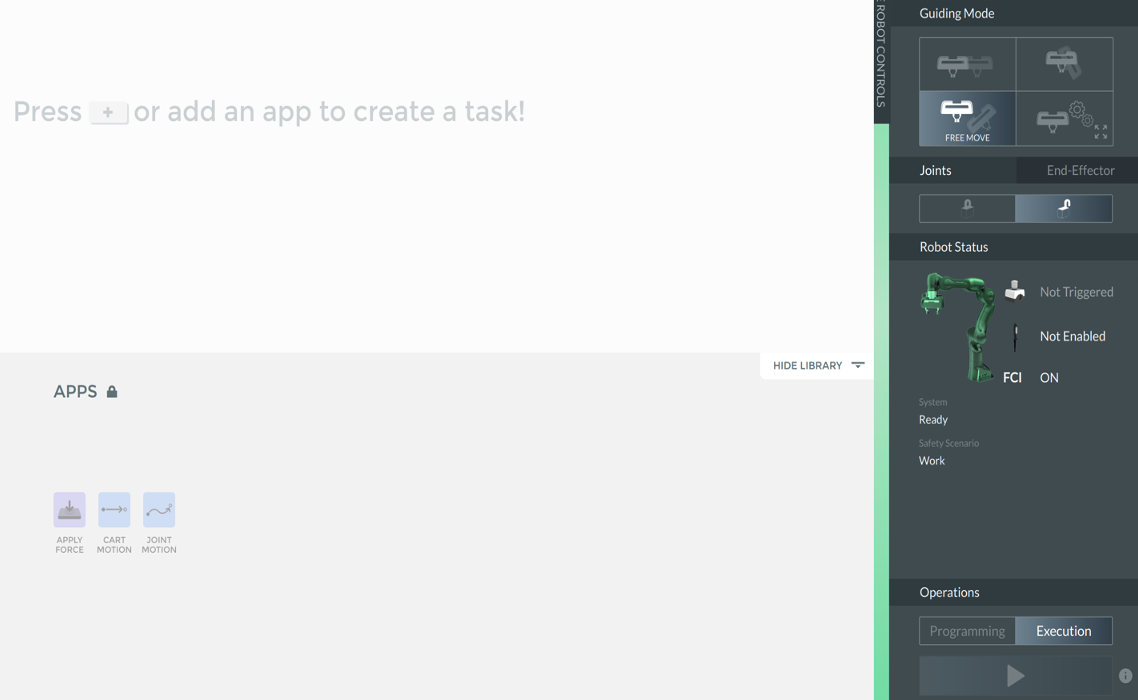 Press + or add an app to create a task!
HIDE LIBRARY
APPS
APPLY
FORCE
CART
MOTION
JOINT
MOTION
ROBOT CONTROLS
Guiding Mode
FREE MOVE
Joints
End-Effector
Robot Status
Not Triggered
Not Enabled
FCI ON
System
Ready
Safety Scenario
Work
Operations
Programming
Execution